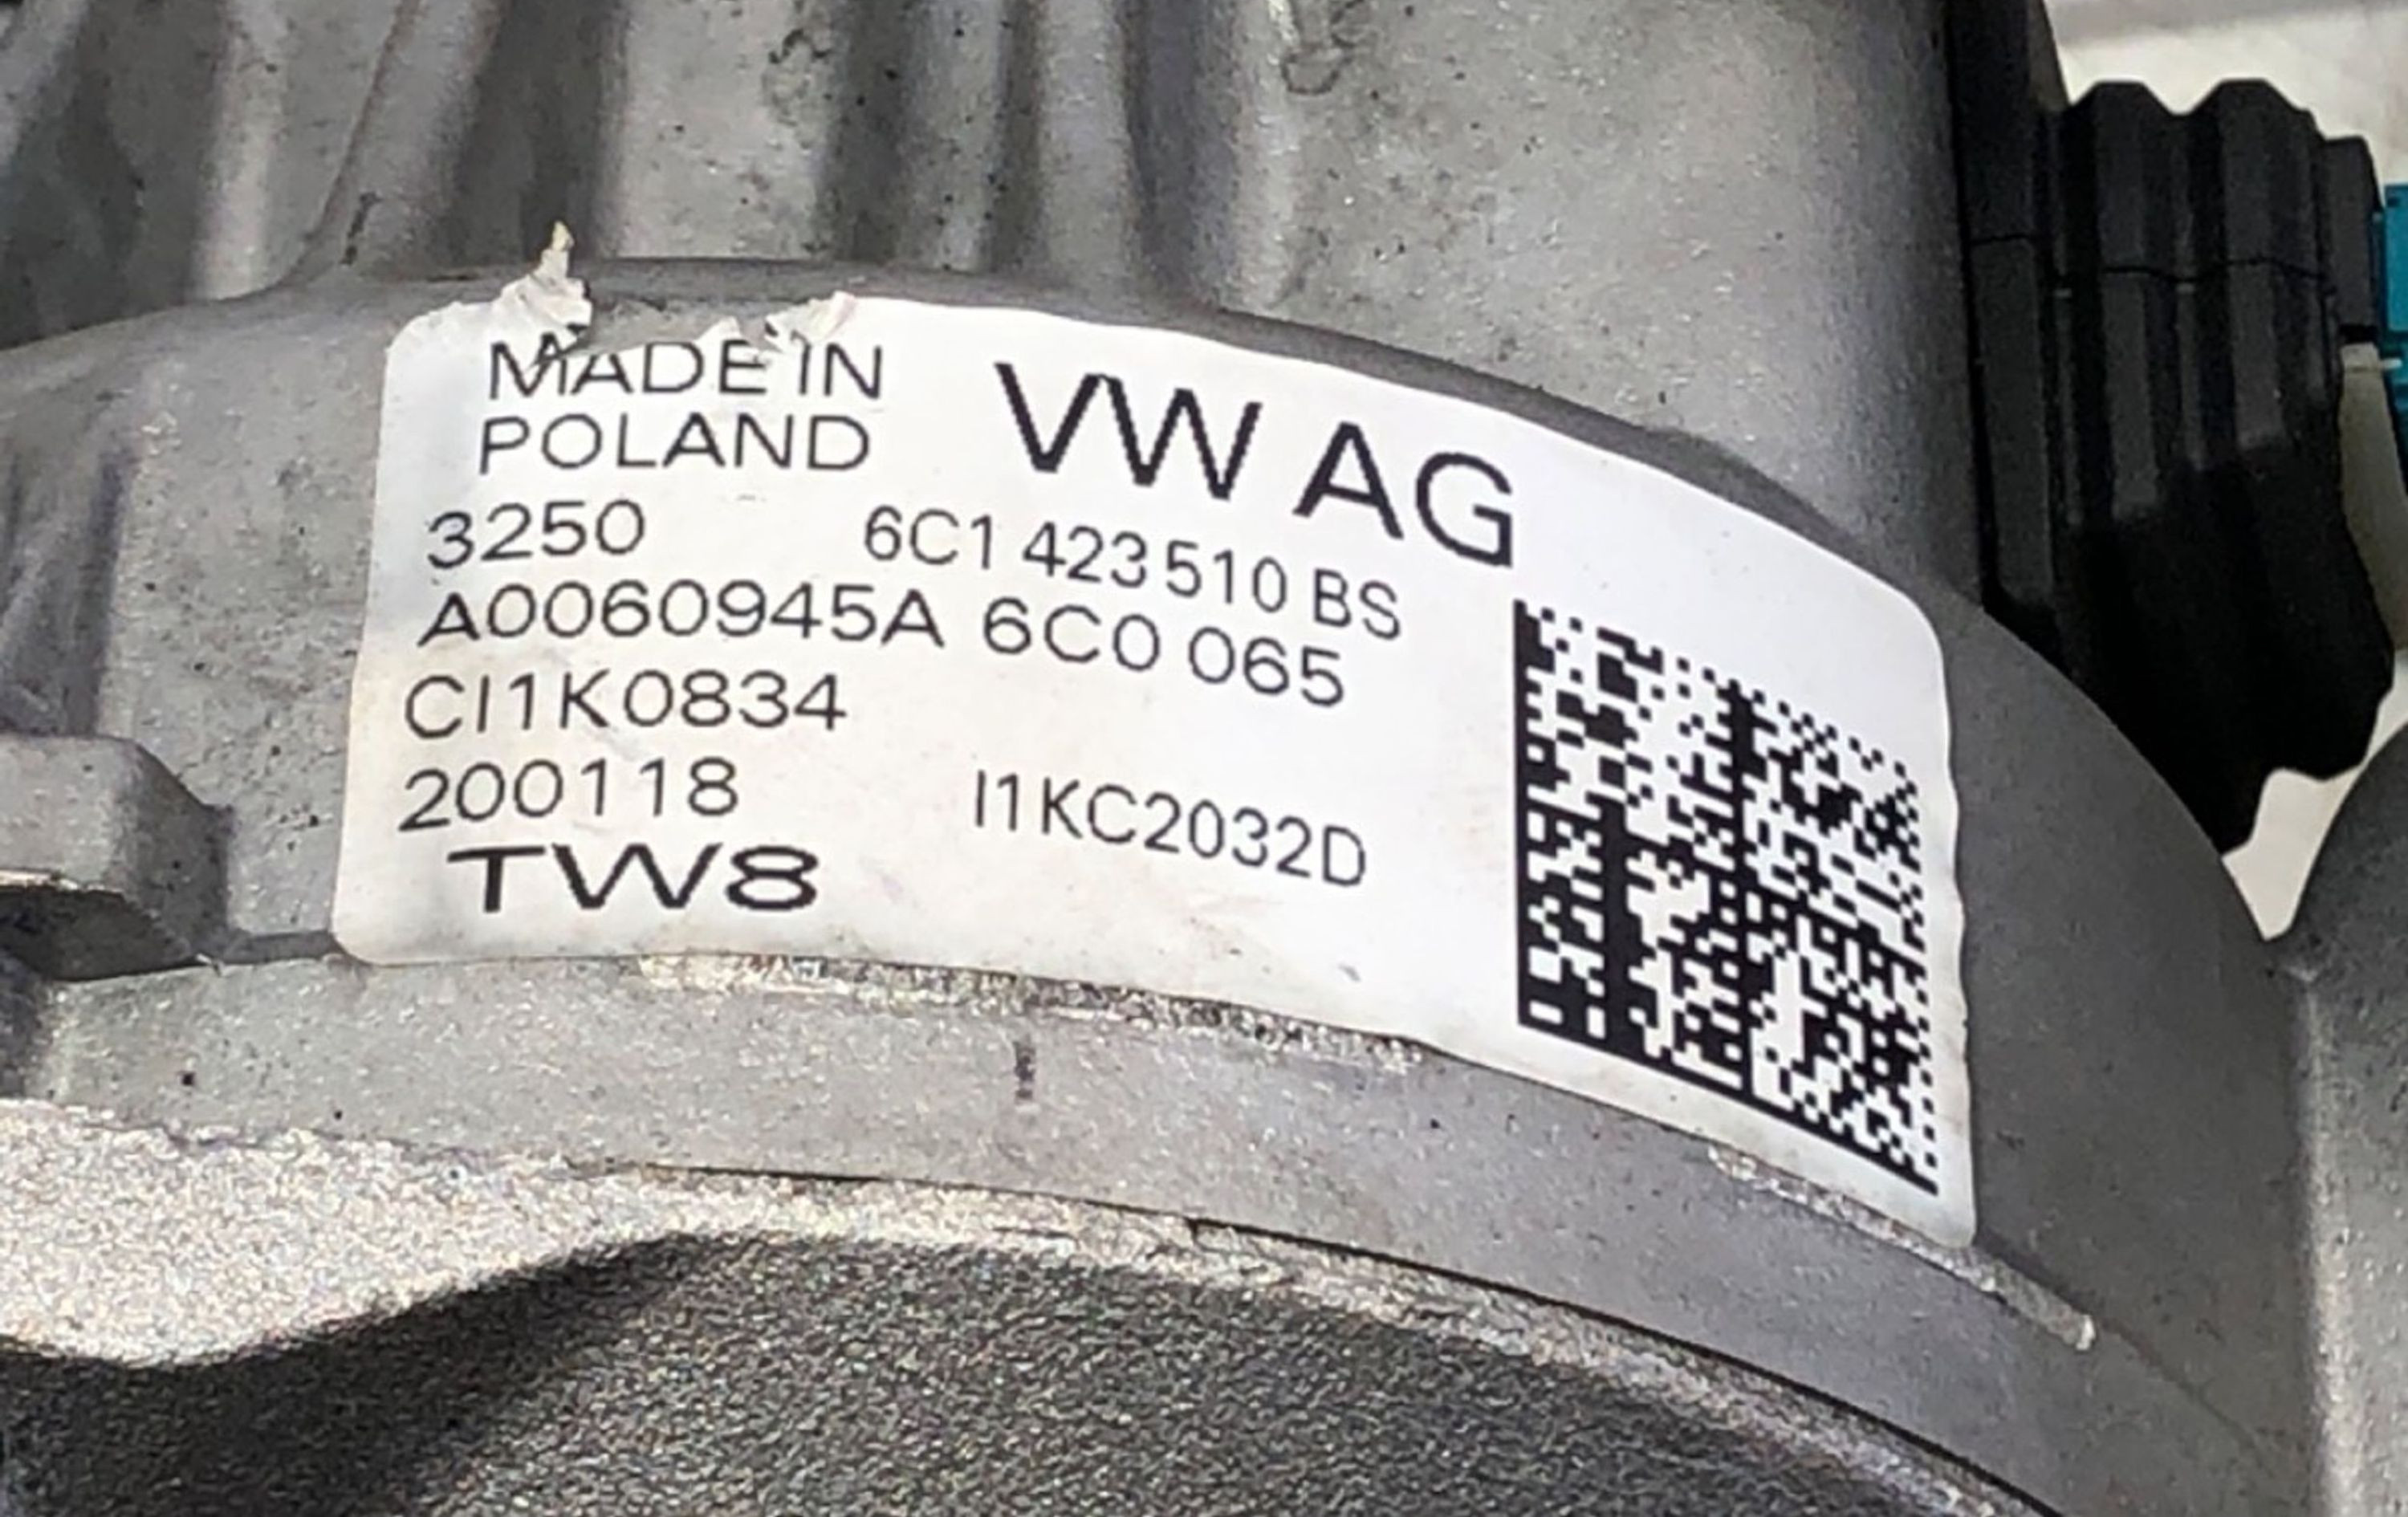 MADE IN
POLAND
VW AG
3250
6C1 423 510 BS
A0060945A
6C0 065
CI1K0834
200118
I1KC2032D
TW8